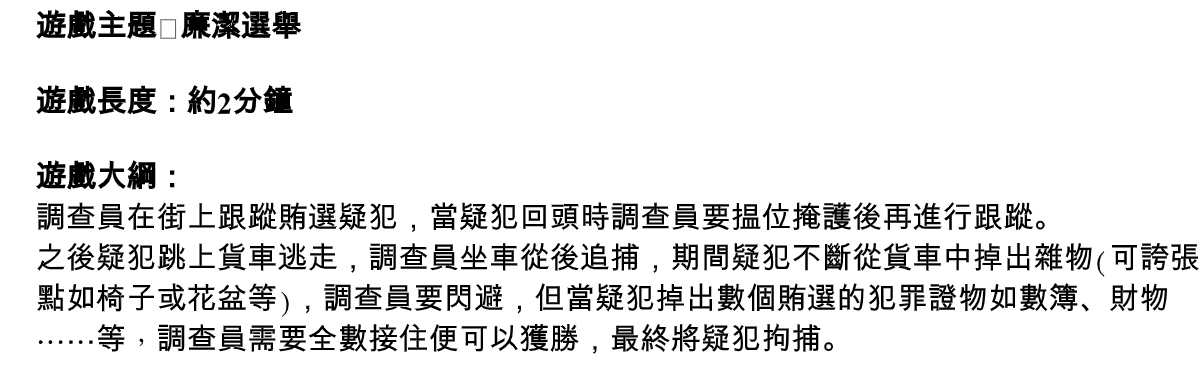 遊戲主題□廉潔選舉
遊戲長度：約2分鐘
遊戲大綱：
調查員在街上跟蹤賄選疑犯，當疑犯回頭時調查員要揾位掩護後再進行跟蹤。
之後疑犯跳上貨車逃走，調查員坐車從後追捕，期間疑犯不斷從貨車中掉出雜物(可誇張
點如椅子或花盆等)，調查員要閃避，但當疑犯掉出數個賄選的犯罪證物如數簿、財物
⋯⋯等，調查員需要全數接住便可以獲勝，最終將疑犯拘捕。